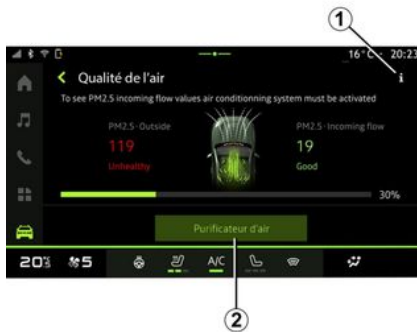 1
16°C 20:23
Qualité de l'air
i
To see PM2.5 incoming flow values air conditionning system must be activated
PM2.5 - Outside
PM2.5 - Incoming flow
119
19
Unhealthy
Good
30%
Purificateur d'air
20.5
5
A/C
2